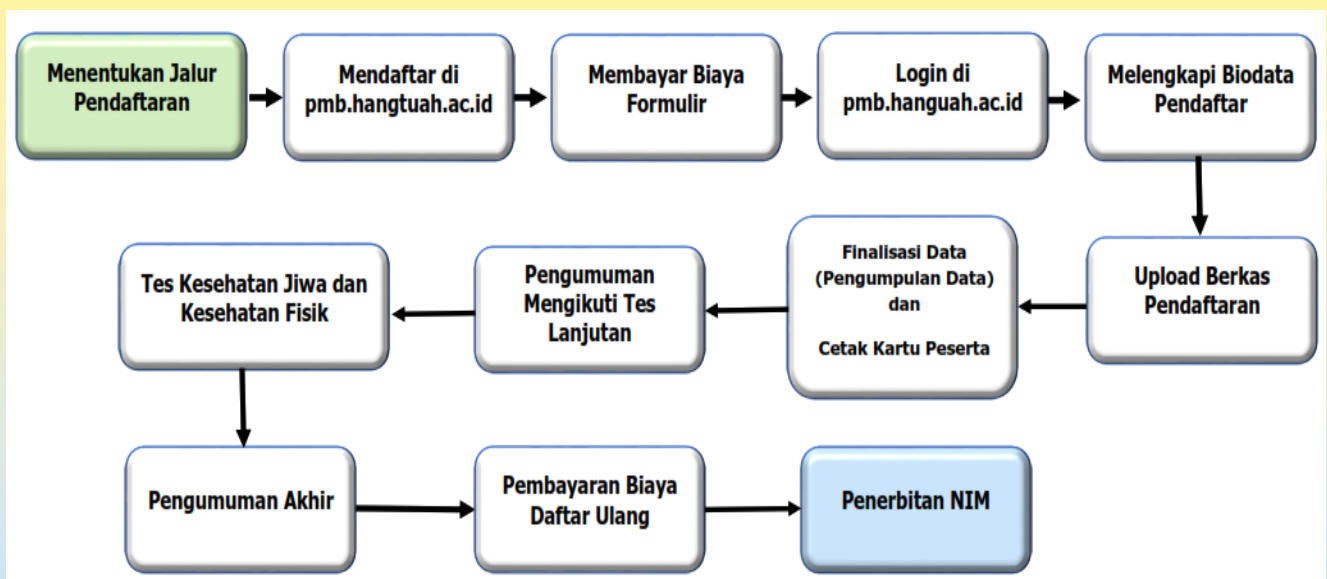 Menentukan Jalur
Pendaftaran
Mendaftar di
pmb.hangtuah.ac.id
Membayar Biaya
Formulir
Login di
pmb.hanguah.ac.id
Melengkapi Biodata
Pendaftar
Upload Berkas
Pendaftaran
Finalisasi Data
(Pengumpulan Data)
dan
Cetak Kartu Peserta
Pengumuman
Mengikuti Tes
Lanjutan
Tes Kesehatan Jiwa dan
Kesehatan Fisik
Pengumuman Akhir
Pembayaran Biaya
Daftar Ulang
Penerbitan NIM